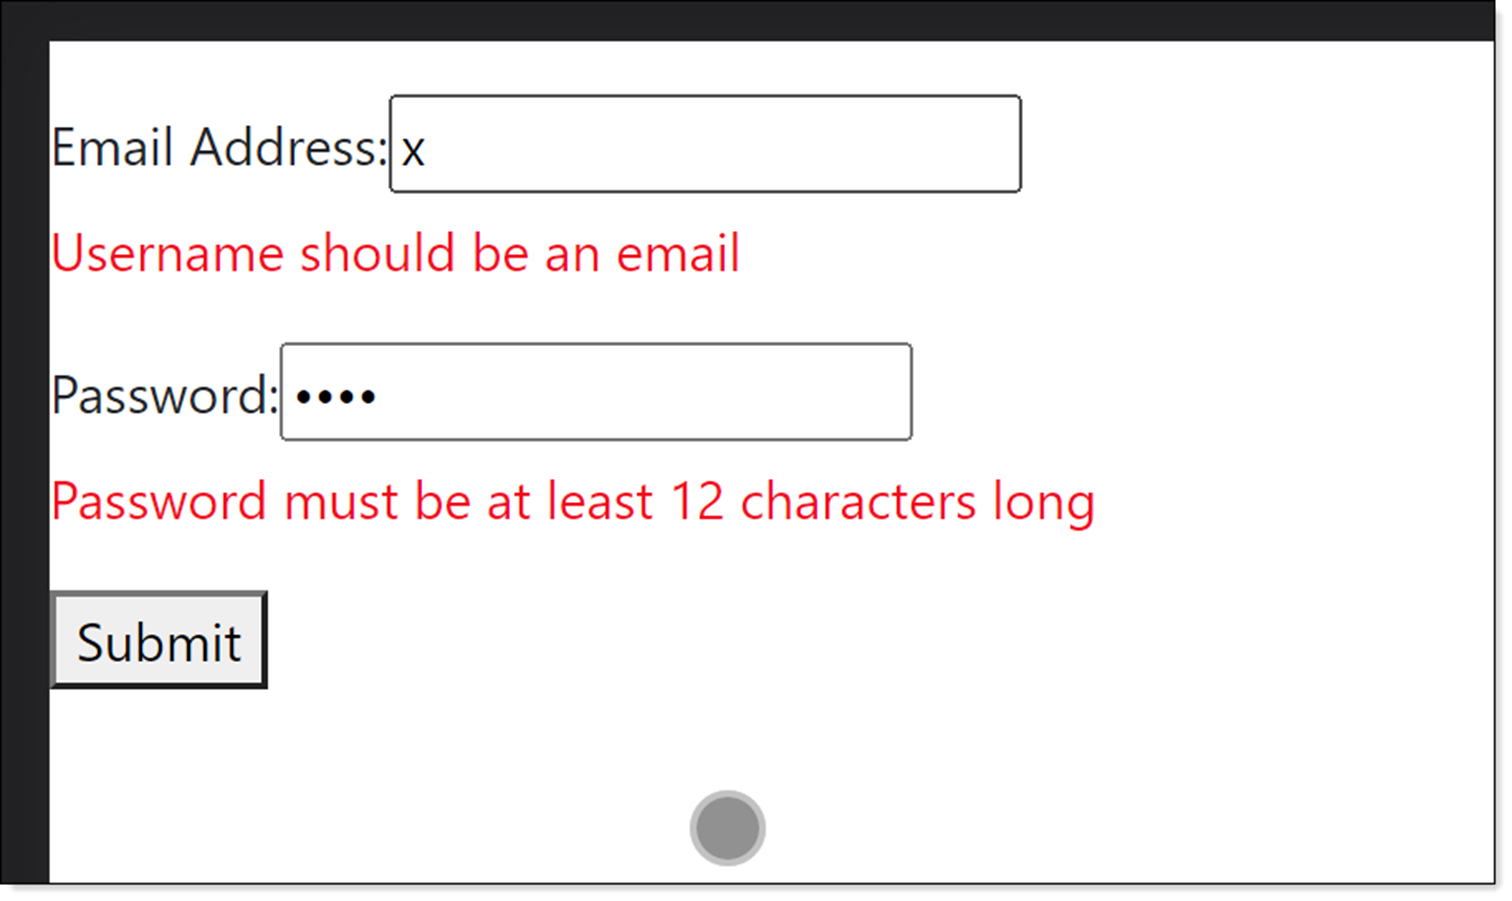 Email Address: x
Username should be an email
Password: ••••
Password must be at least 12 characters long
Submit